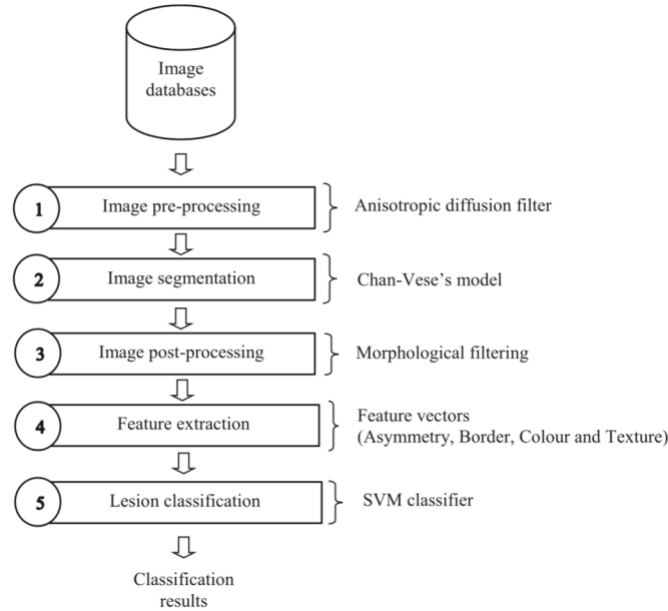 Image
databases
1 Image pre-processing Anisotropic diffusion filter
2 Image segmentation Chan-Vese’s model
3 Image post-processing Morphological filtering
4 Feature extraction Feature vectors
(Asymmetry, Border, Colour and Texture)
5 Lesion classification SVM classifier
Classification
results